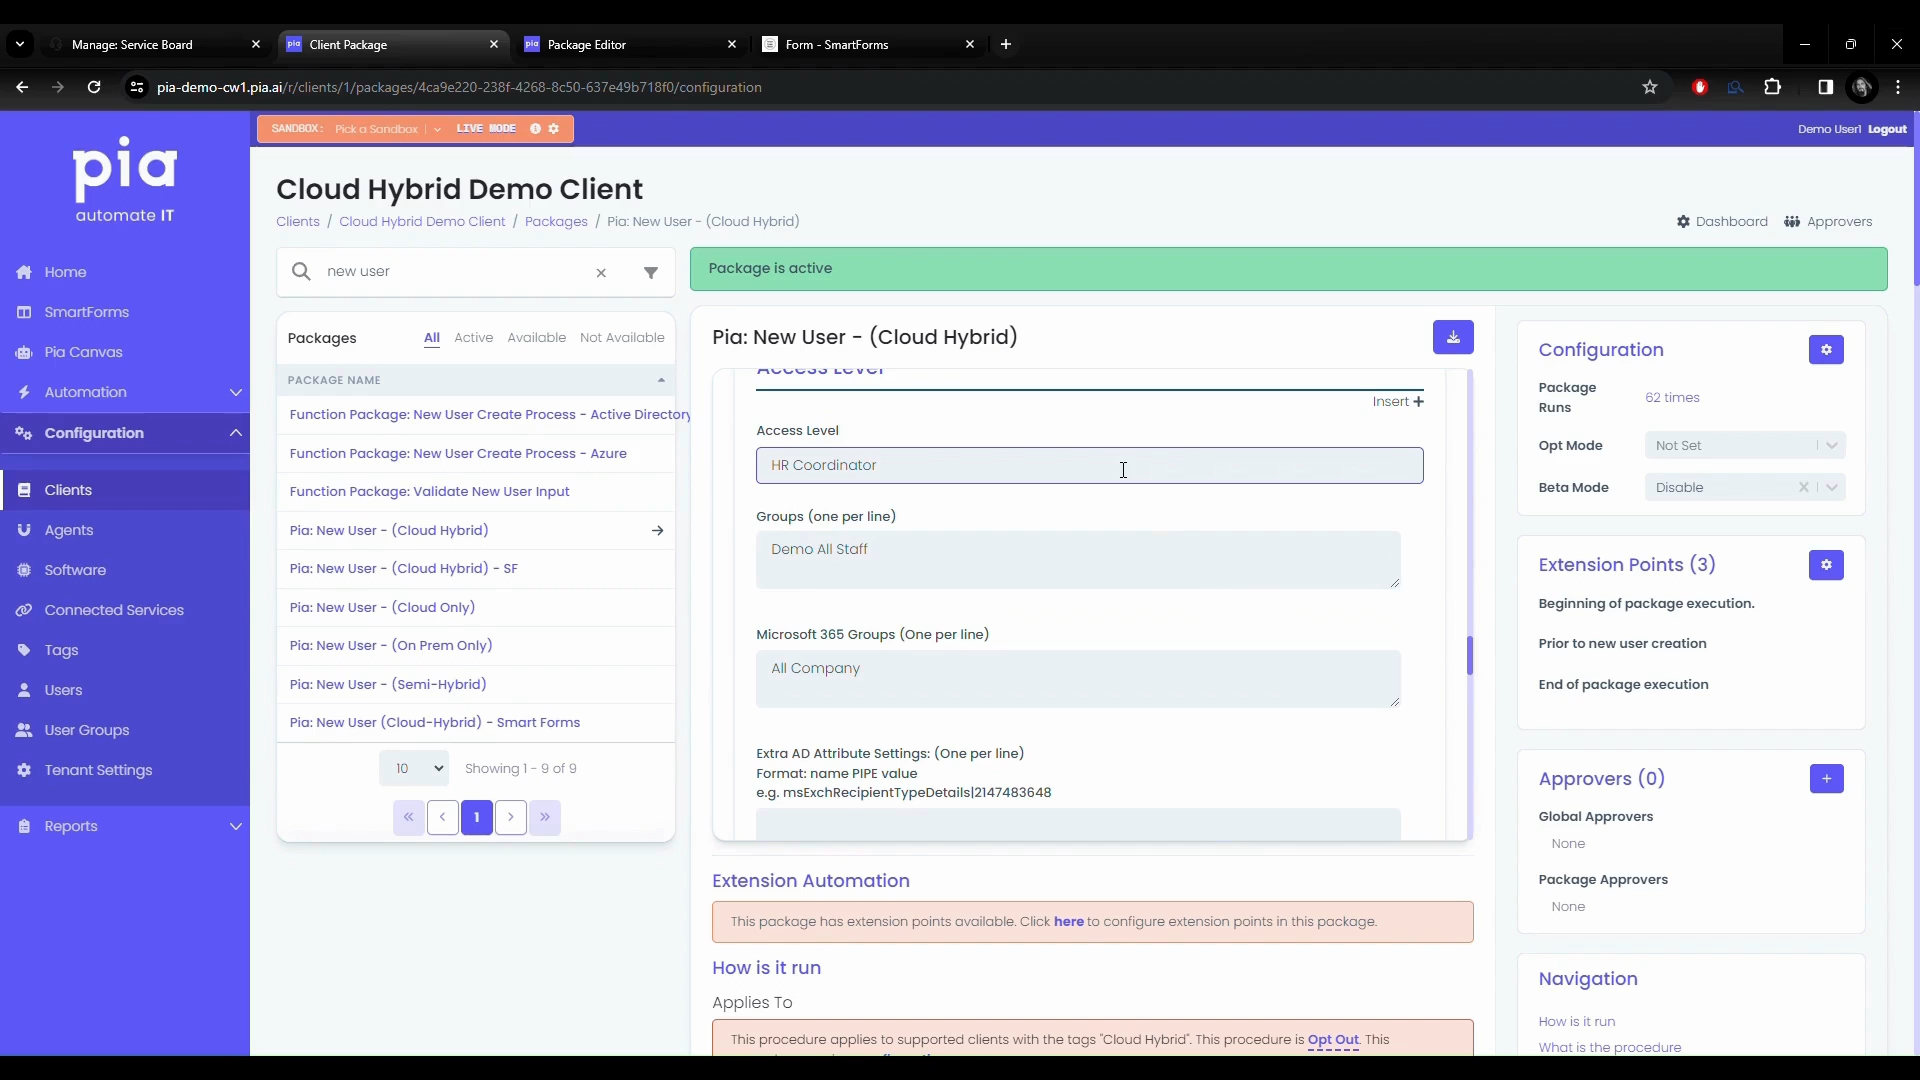 Manage: Service Board
pia Client Package
pia Package Editor
Form - SmartForms
pia-demo-cw1.pia.ai/r/clients/1/packages/4ca9e220-238f-4268-8c50-637e49b718f0/configuration
SANDBOX: Pick a Sandbox LIVE MODE
Demo User1 Logout
pia
automate IT
Home
SmartForms
Pia Canvas
Automation
Configuration
Clients
Agents
Software
Connected Services
Tags
Users
User Groups
Tenant Settings
Reports
Cloud Hybrid Demo Client
Clients / Cloud Hybrid Demo Client / Packages / Pia: New User - (Cloud Hybrid)
Dashboard Approvers
new user
Packages All Active Available Not Available
PACKAGE NAME
Function Package: New User Create Process - Active Directory
Function Package: New User Create Process - Azure
Function Package: Validate New User Input
Pia: New User - (Cloud Hybrid)
Pia: New User - (Cloud Hybrid) - SF
Pia: New User - (Cloud Only)
Pia: New User - (On Prem Only)
Pia: New User - (Semi-Hybrid)
Pia: New User (Cloud-Hybrid) - Smart Forms
10 Showing 1 - 9 of 9
« ‹ 1 › »
Package is active
Pia: New User - (Cloud Hybrid)
Access Level
Insert +
Access Level
HR Coordinator
Groups (one per line)
Demo All Staff
Microsoft 365 Groups (One per line)
All Company
Extra AD Attribute Settings: (One per line)
Format: name PIPE value
e.g. msExchRecipientTypeDetails|2147483648
Extension Automation
This package has extension points available. Click here to configure extension points in this package.
How is it run
Applies To
This procedure applies to supported clients with the tags "Cloud Hybrid". This procedure is Opt Out. This
Configuration
Package Runs 62 times
Opt Mode Not Set
Beta Mode Disable
Extension Points (3)
Beginning of package execution.
Prior to new user creation
End of package execution
Approvers (0)
Global Approvers
None
Package Approvers
None
Navigation
How is it run
What is the procedure